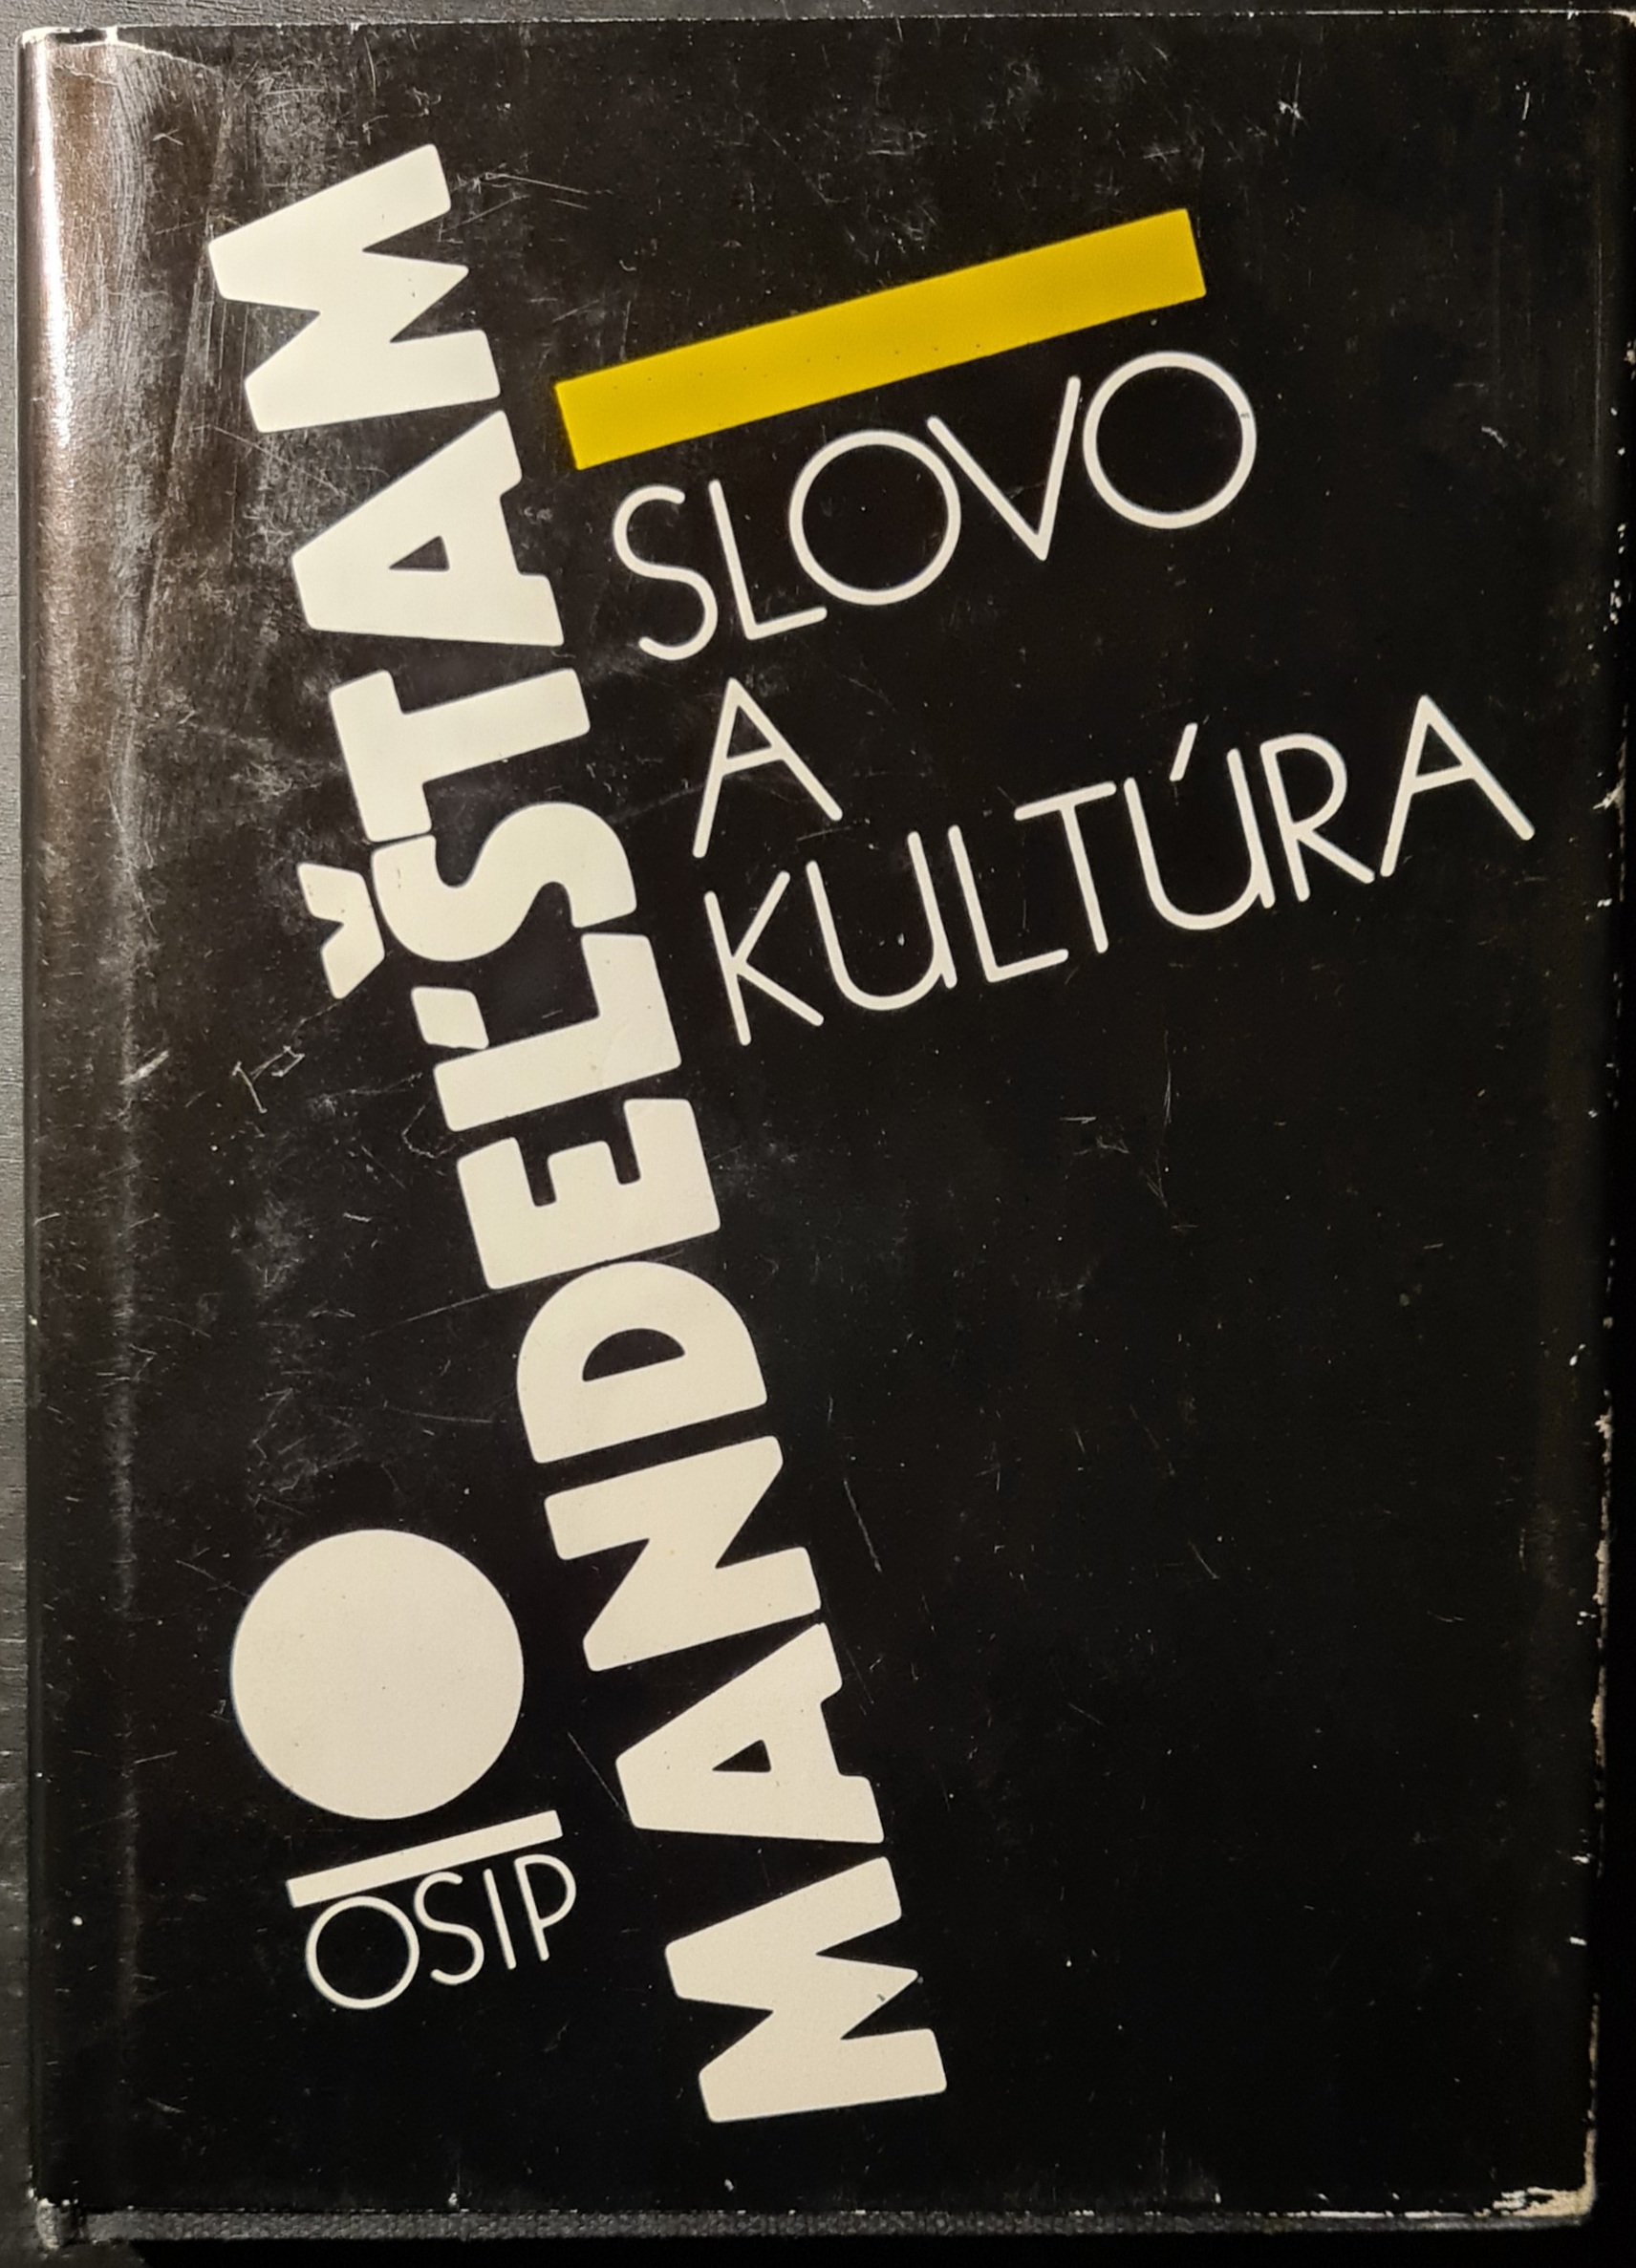 OSIP
MANDEĽŠTAM
SLOVO
A
KULTÚRA